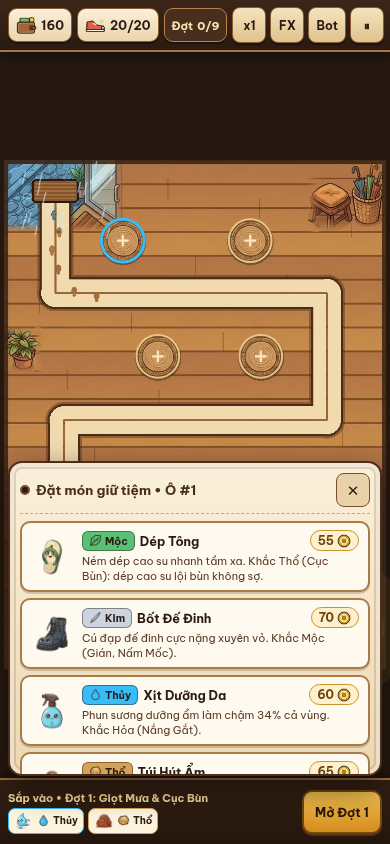 160
20/20
Đợt 0/9
x1
FX
Bot
Đặt món giữ tiệm • Ô #1
Mộc Dép Tông 55
Ném dép cao su nhanh tầm xa. Khắc Thổ (Cục
Bùn): dép cao su lội bùn không sợ.
Kim Bốt Đế Đinh 70
Cú đạp đế đinh cực nặng xuyên vỏ. Khắc Mộc
(Gián, Nấm Mốc).
Thủy Xịt Dưỡng Da 60
Phun sương dưỡng ẩm làm chậm 34% cả vùng.
Khắc Hỏa (Nắng Gắt).
Thổ Túi Hút Ẩm 65
Sắp vào • Đợt 1: Giọt Mưa & Cục Bùn
Thủy
Thổ
Mở Đợt 1